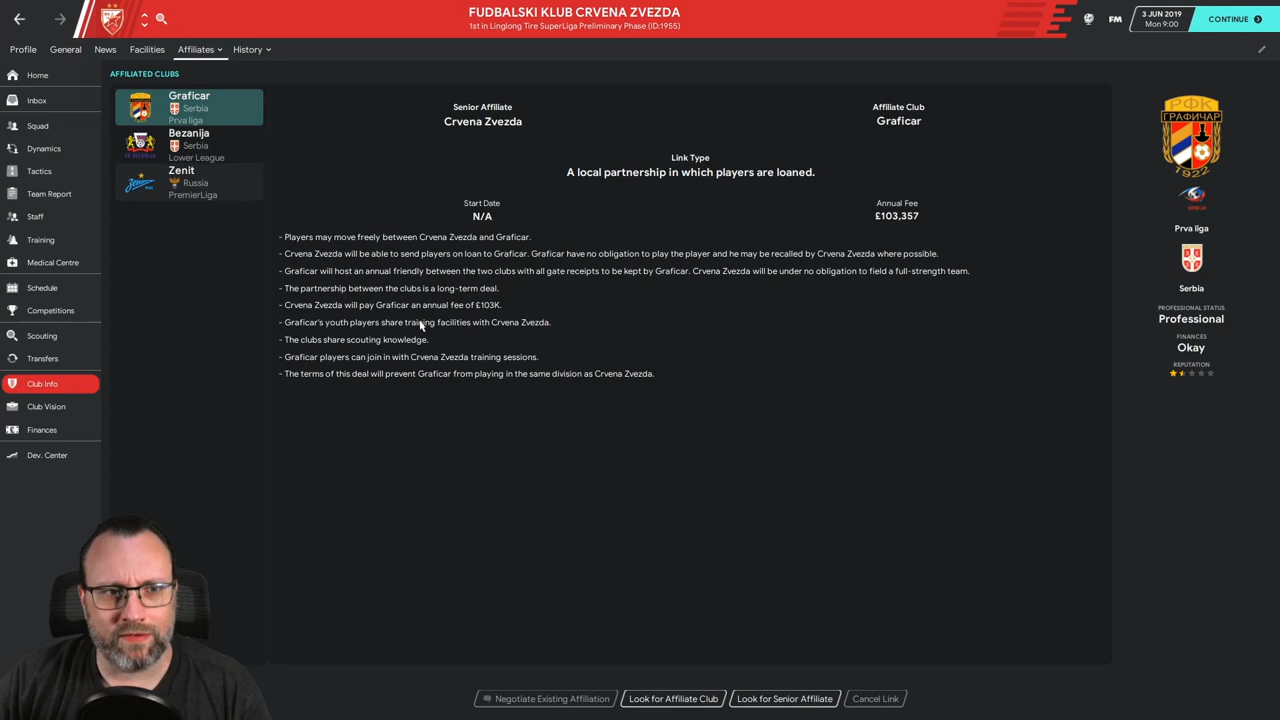 FUDBALSKI KLUB CRVENA ZVEZDA
1st in Linglong Tire SuperLiga Preliminary Phase (ID:1955)
FM
3 JUN 2019
Mon 9:00
CONTINUE
Profile
General
News
Facilities
Affiliates
History
Home
Inbox
Squad
Dynamics
Tactics
Team Report
Staff
Training
Medical Centre
Schedule
Competitions
Scouting
Transfers
Club Info
Club Vision
Finances
Dev. Center
AFFILIATED CLUBS
Graficar
Serbia
Prva liga
Bezanija
Serbia
Lower League
Zenit
Russia
PremierLiga
Senior Affiliate
Crvena Zvezda
Affiliate Club
Graficar
Link Type
A local partnership in which players are loaned.
Start Date
N/A
Annual Fee
£103,357
- Players may move freely between Crvena Zvezda and Graficar.
- Crvena Zvezda will be able to send players on loan to Graficar. Graficar have no obligation to play the player and he may be recalled by Crvena Zvezda where possible.
- Graficar will host an annual friendly between the two clubs with all gate receipts to be kept by Graficar. Crvena Zvezda will be under no obligation to field a full-strength team.
- The partnership between the clubs is a long-term deal.
- Crvena Zvezda will pay Graficar an annual fee of £103K.
- Graficar's youth players share training facilities with Crvena Zvezda.
- The clubs share scouting knowledge.
- Graficar players can join in with Crvena Zvezda training sessions.
- The terms of this deal will prevent Graficar from playing in the same division as Crvena Zvezda.
РФК
ГРАФИЧАР
1922
Prva liga
Serbia
PROFESSIONAL STATUS
Professional
FINANCES
Okay
REPUTATION
Negotiate Existing Affiliation
Look for Affiliate Club
Look for Senior Affiliate
Cancel Link